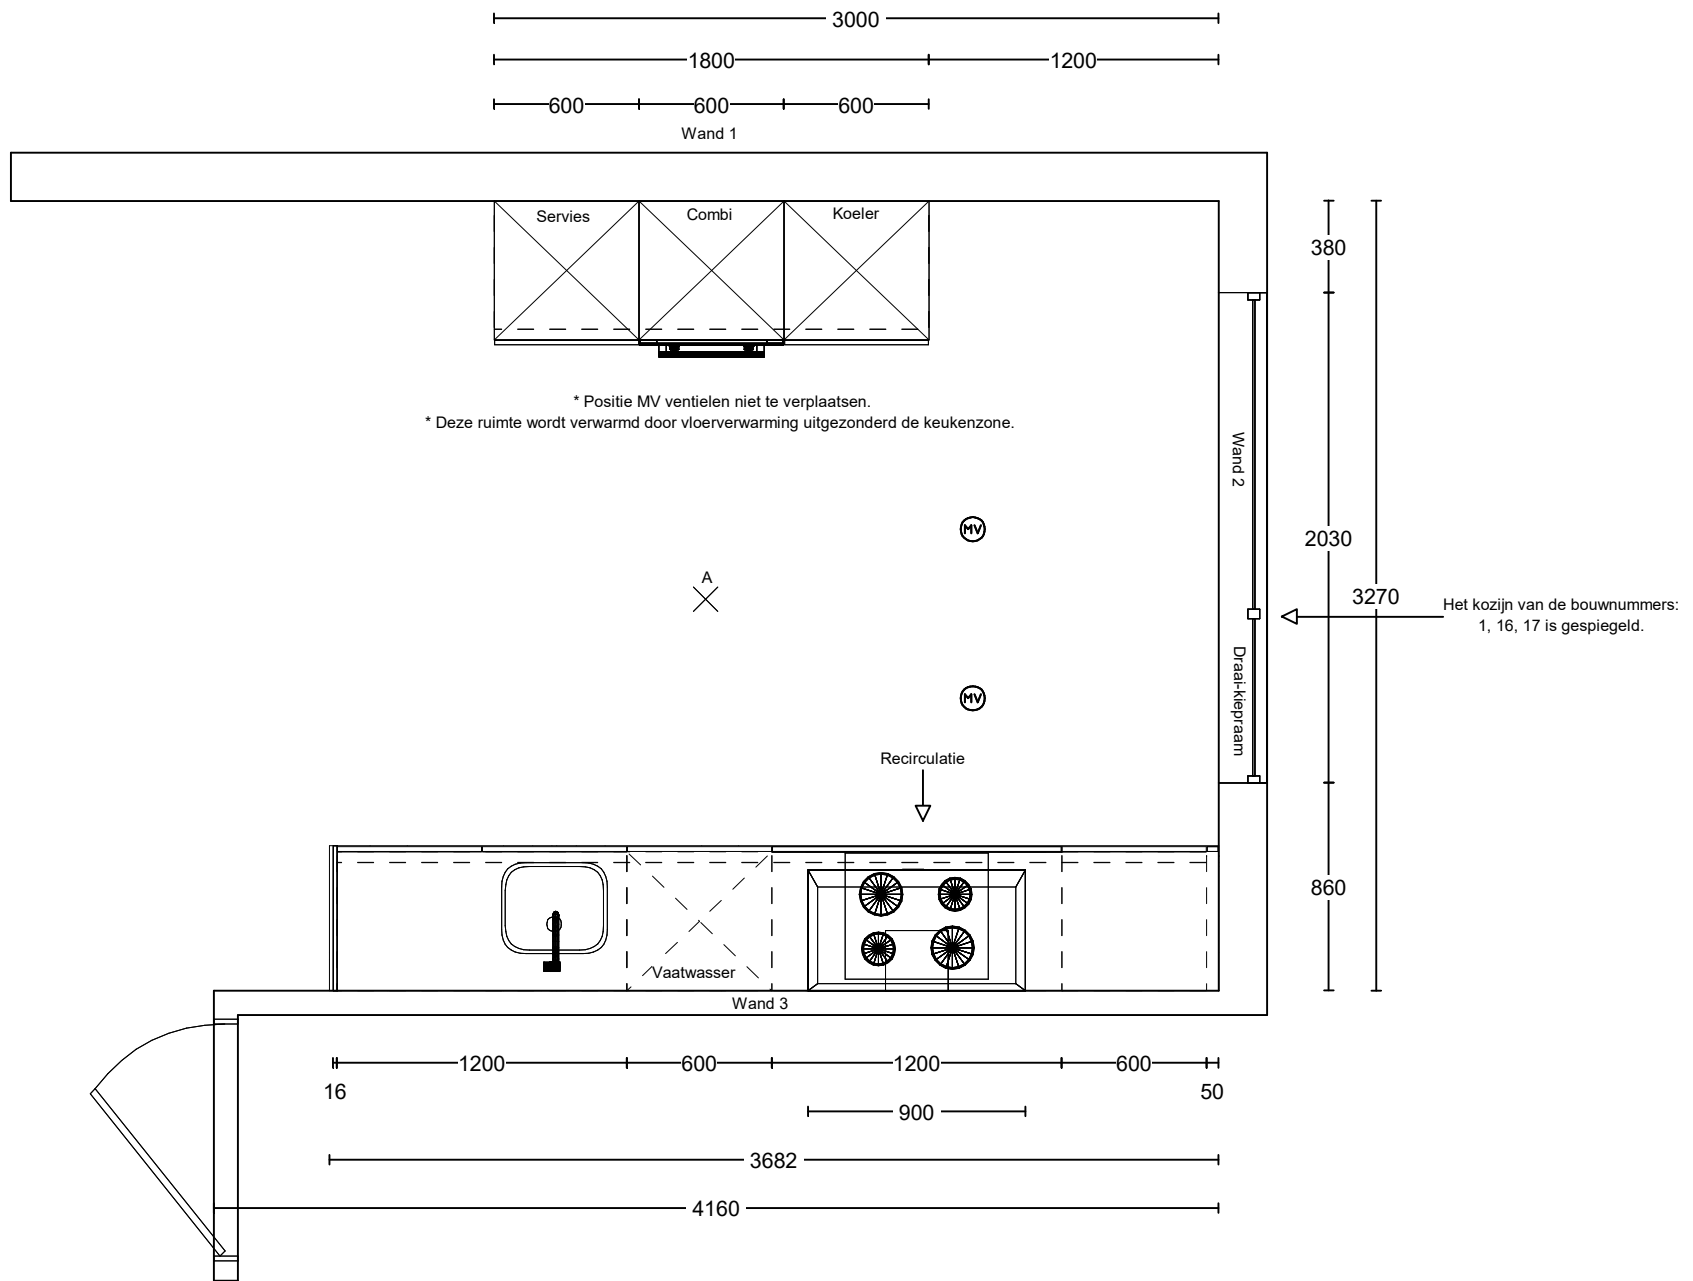 3000
1800
1200
600
600
600
Wand 1
Servies
Combi
Koeler
380
* Positie MV ventielen niet te verplaatsen.
* Deze ruimte wordt verwarmd door vloerverwarming uitgezonderd de keukenzone.
Wand 2
MV
2030
A
3270
Het kozijn van de bouwnummers:
1, 16, 17 is gespiegeld.
Draai-kiepraam
MV
Recirculatie
860
Vaatwasser
Wand 3
1200
600
1200
600
16
50
900
3682
4160